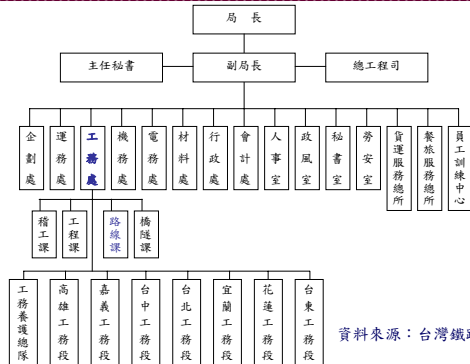 局 長
主任秘書
副局長
總工程司
企劃處
運務處
工務處
機務處
電務處
材料處
行政處
會計處
人事室
政風室
秘書室
勞安室
貨運服務總所
餐旅服務總所
員工訓練中心
稽工課
工程課
路線課
橋隧課
工務養護總隊
高雄工務段
嘉義工務段
台中工務段
台北工務段
宜蘭工務段
花蓮工務段
台東工務段
資料來源：台灣鐵路